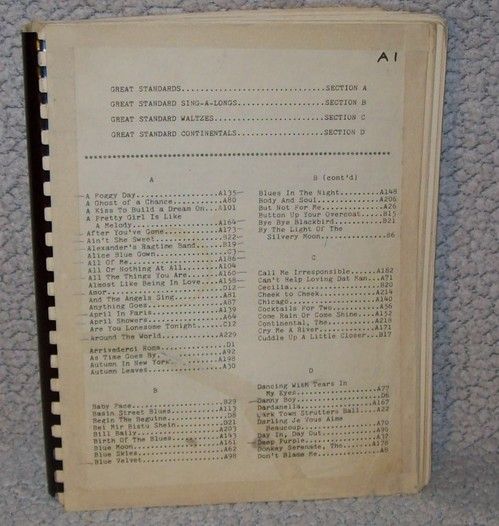 A1
GREAT STANDARDS..................................SECTION A
GREAT STANDARD SING-A-LONGS......................SECTION B
GREAT STANDARD WALTZES...........................SECTION C
GREAT STANDARD CONTINENTALS......................SECTION D
A
A Foggy Day................A135
A Ghost of a Chance........A80
A Kiss To Build a Dream On..A101
A Pretty Girl Is Like
A Melody.................A164
After You've Gone..........A173
Ain't She Sweet............B22
Alexander's Ragtime Band...B19
Alice Blue Gown............C3
All Of Me..................A186
All Or Nothing At All......A104
All The Things You Are.....A160
Almost Like Being In Love..A158
Amor.......................D12
And The Angels Sing........A81
Anything Goes..............A87
April In Paris.............A139
April Showers..............A64
Are You Lonesome Tonight...C12
Around The World...........A229
Arrivederci Roma...........D1
As Time Goes By............A92
Autumn In New York.........A198
Autumn Leaves..............A30
B
Baby Face..................B29
Basin Street Blues.........A113
Begin The Beguine..........D8
Bei Mir Bistu Shein........D21
Bill Baily.................A203
Birth Of The Blues.........A143
Blue Moon..................A161
Blue Skies.................A62
Blue Velvet................A98
B (cont'd)
Blues In The Night.........A148
Body And Soul..............A206
But Not For Me.............A26
Button Up Your Overcoat....B15
Bye Bye Blackbird..........B21
By The Light Of The
Silvery Moon.............B6
C
Call Me Irresponsible......A182
Can't Help Loving Dat Man..A71
Cecilia....................B20
Cheek to Cheek.............A214
Chicago....................A140
Cocktails For Two..........A56
Come Rain Or Come Shine....A152
Continental, The...........A218
Cry Me A River.............A171
Cuddle Up A Little Closer..B17
D
Dancing With Tears In
My Eyes..................A77
Danny Boy..................D6
Dardanella.................A167
Dark Town Strutters Ball...A22
Darling Je Vous Aime
Beaucoup.................A70
Day In, Day Out............A90
Deep Purple................A37
Donkey Serenade, The.......A178
Don't Blame Me.............A8